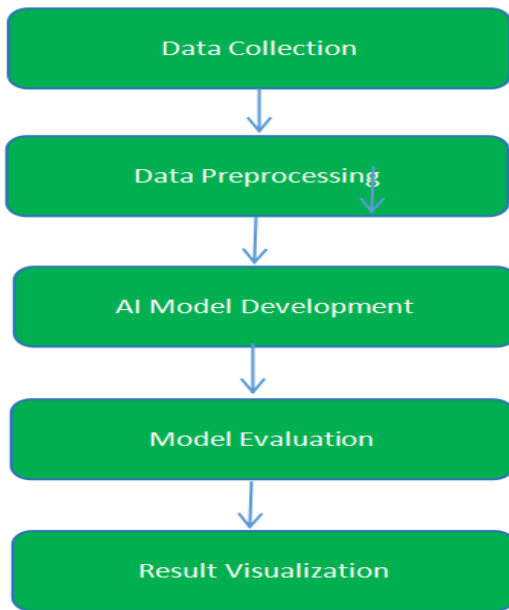 Data Collection
Data Preprocessing
AI Model Development
Model Evaluation
Result Visualization